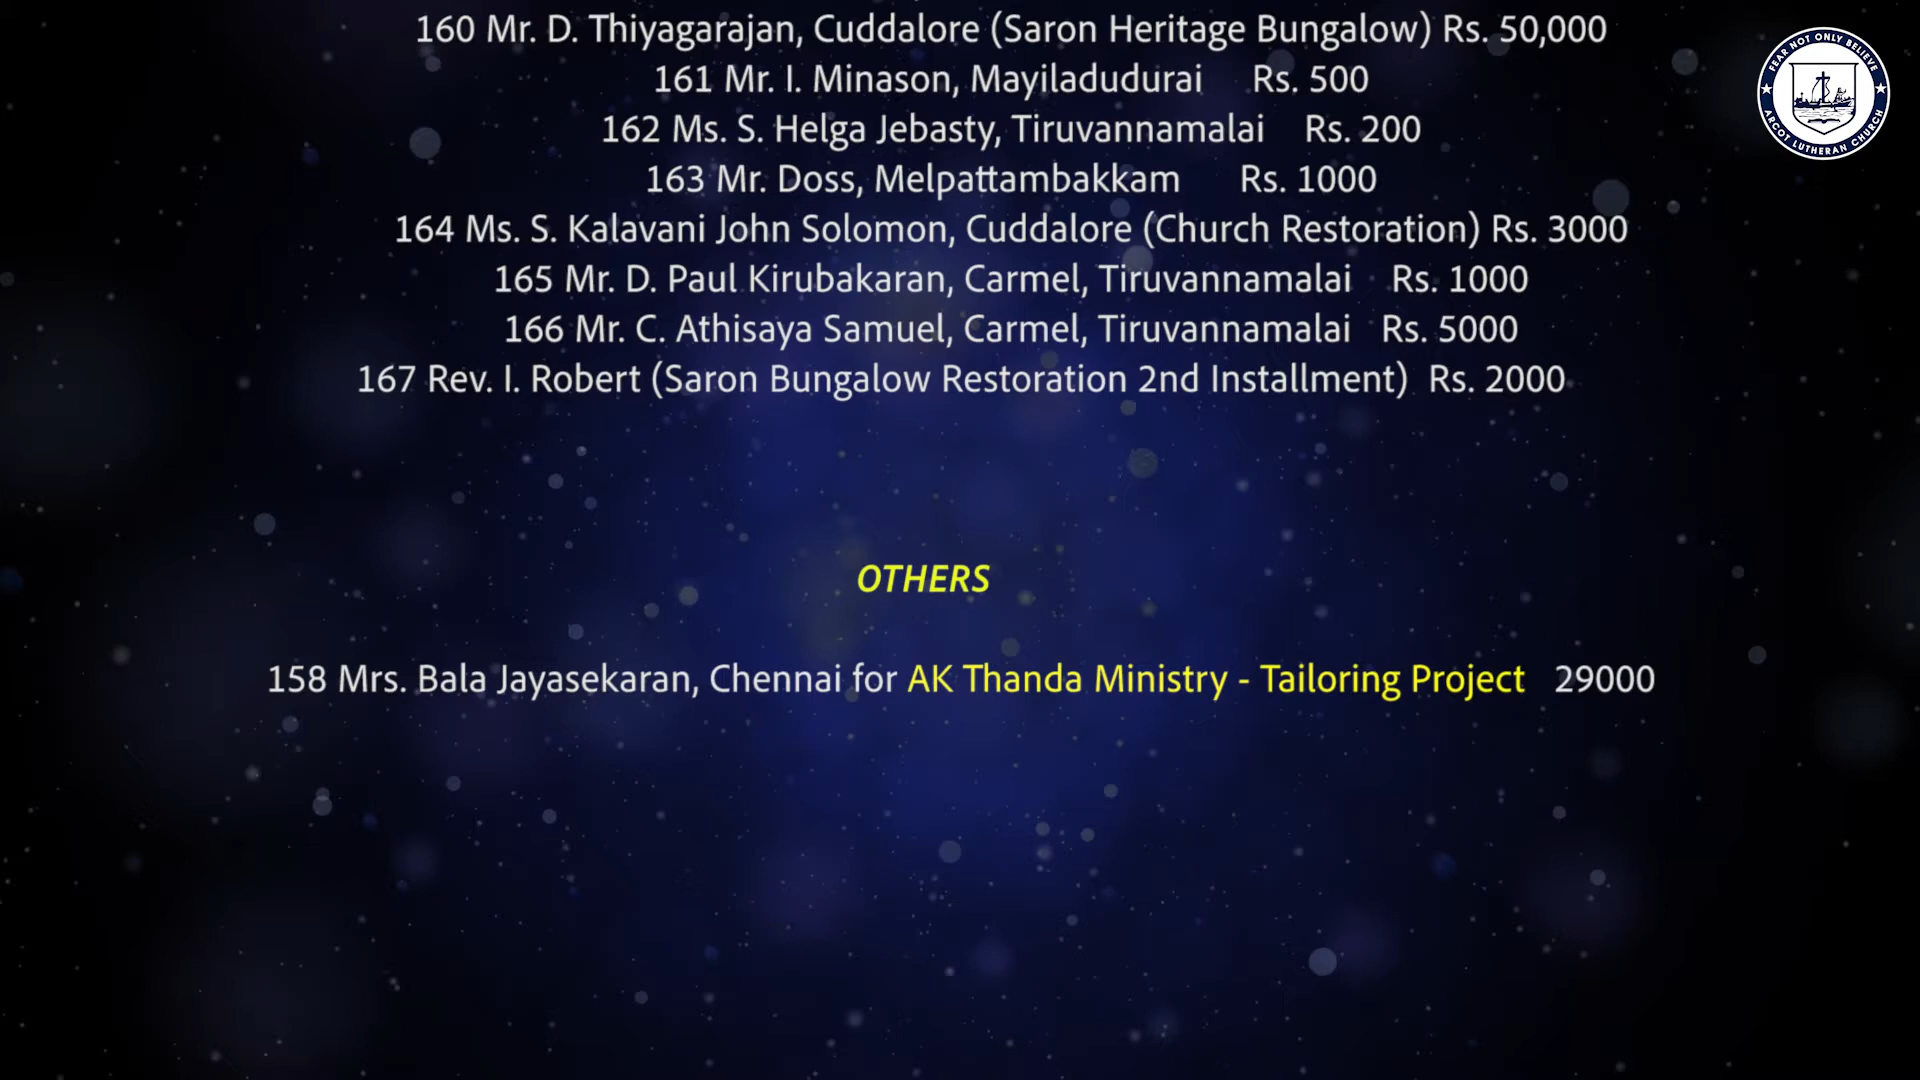 160 Mr. D. Thiyagarajan, Cuddalore (Saron Heritage Bungalow) Rs. 50,000
161 Mr. I. Minason, Mayiladudurai Rs. 500
162 Ms. S. Helga Jebasty, Tiruvannamalai Rs. 200
163 Mr. Doss, Melpattambakkam Rs. 1000
164 Ms. S. Kalavani John Solomon, Cuddalore (Church Restoration) Rs. 3000
165 Mr. D. Paul Kirubakaran, Carmel, Tiruvannamalai Rs. 1000
166 Mr. C. Athisaya Samuel, Carmel, Tiruvannamalai Rs. 5000
167 Rev. I. Robert (Saron Bungalow Restoration 2nd Installment) Rs. 2000
OTHERS
158 Mrs. Bala Jayasekaran, Chennai for AK Thanda Ministry - Tailoring Project 29000
FEAR NOT ONLY BELIEVE
ARCOT LUTHERAN CHURCH